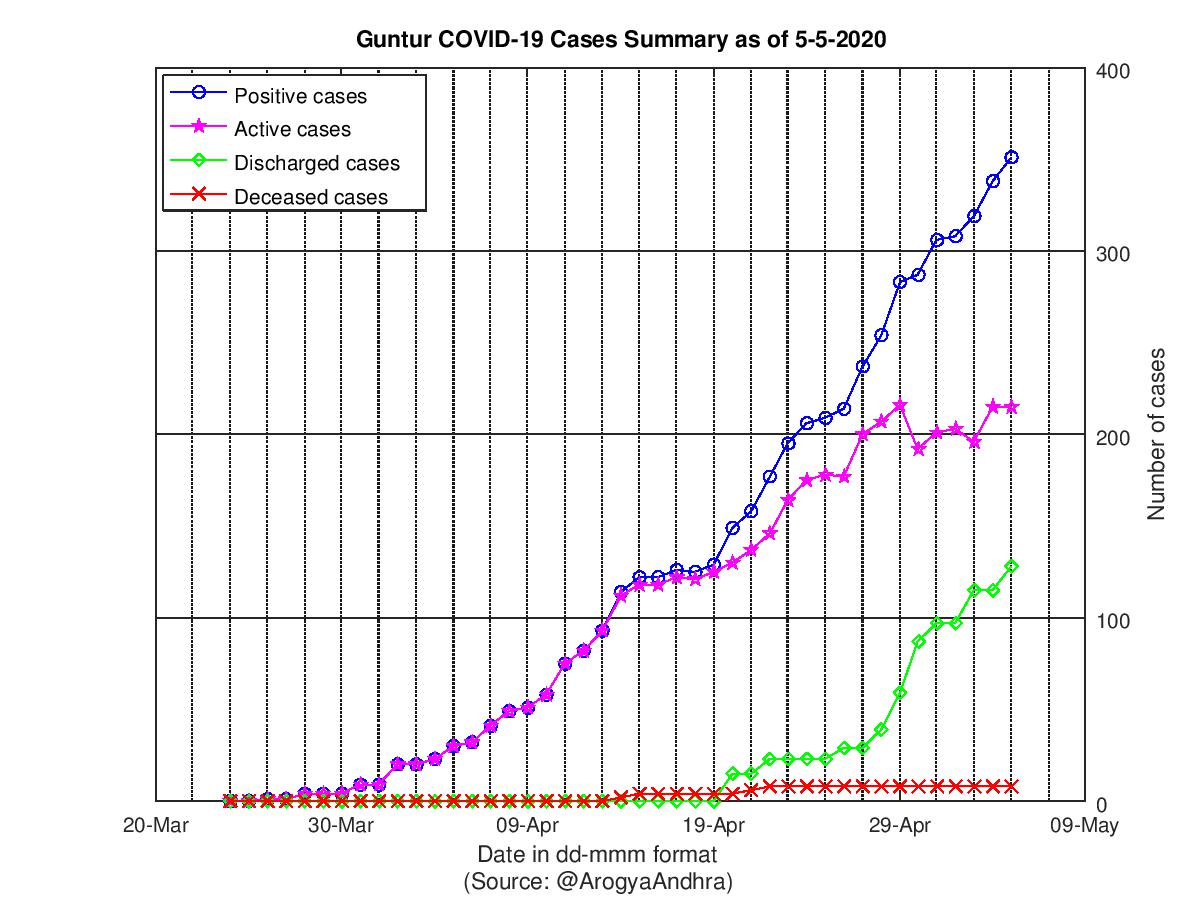 Guntur COVID-19 Cases Summary as of 5-5-2020
Positive cases
Active cases
Discharged cases
Deceased cases
400
300
200
100
0
Number of cases
20-Mar
30-Mar
09-Apr
19-Apr
29-Apr
09-May
Date in dd-mmm format
(Source: @ArogyaAndhra)